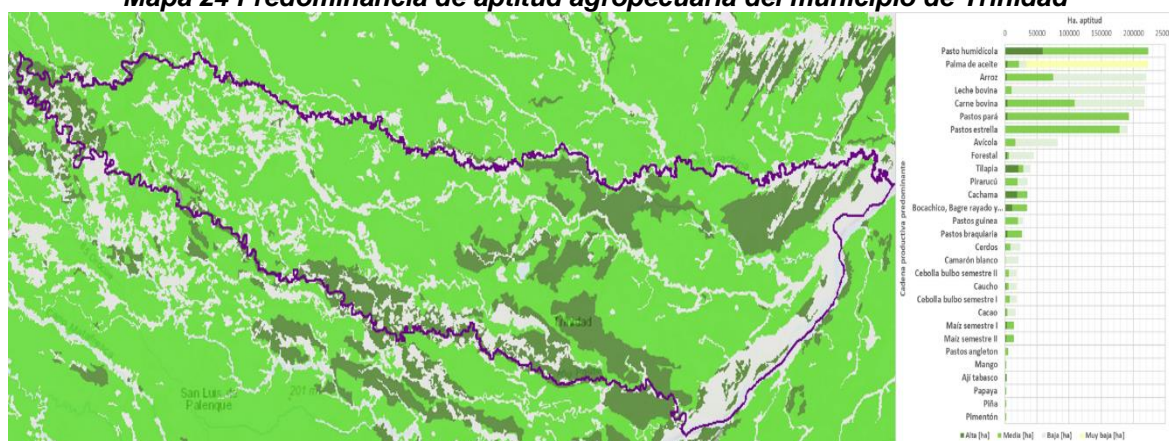 Mapa 24 Predominancia de aptitud agropecuaria del municipio de Trinidad
Ha. aptitud
0 50000 100000 150000 200000 2500
Cadena productiva predominante
Pasto humidícola
Palma de aceite
Arroz
Leche bovina
Carne bovina
Pastos pará
Pastos estrella
Avícola
Forestal
Tilapia
Pirarucú
Cachama
Bocachico, Bagre rayado y...
Pastos guinea
Pastos braquiaria
Cerdos
Camarón blanco
Cebolla bulbo semestre II
Caucho
Cebolla bulbo semestre I
Cacao
Maíz semestre I
Maíz semestre II
Pastos angleton
Mango
Ají tabasco
Papaya
Piña
Pimentón
Alta [ha] Media [ha] Baja [ha] Muy baja [ha]
Trinidad
San Luis de
Palenque
201 m